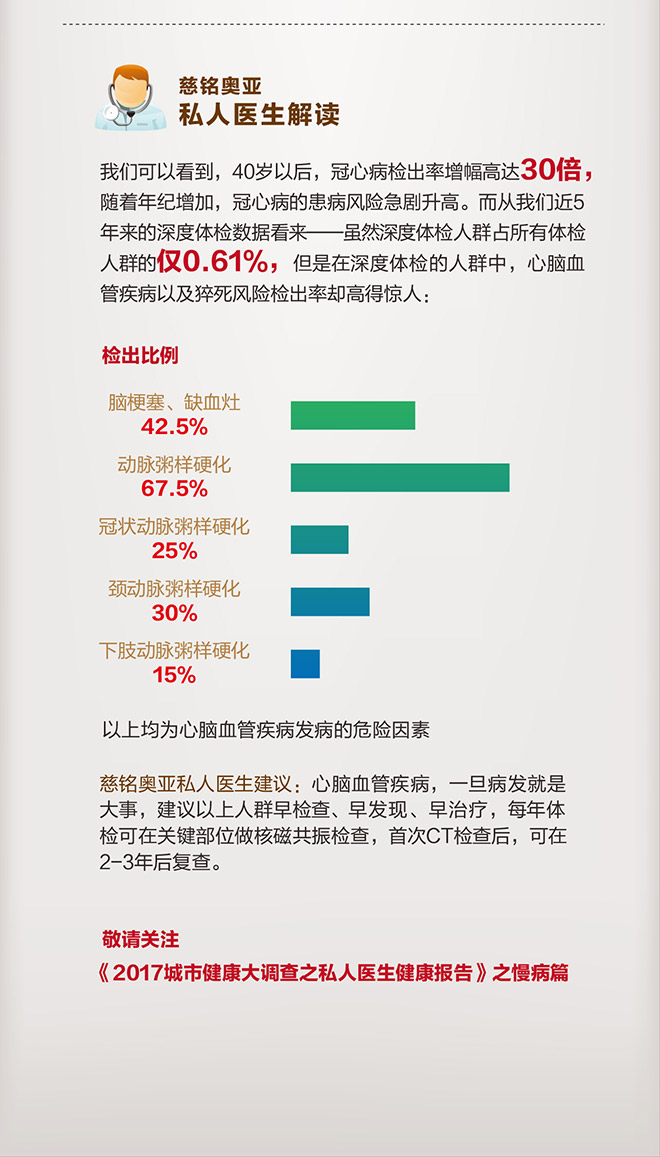 慈铭奥亚
私人医生解读
我们可以看到，40岁以后，冠心病检出率增幅高达30倍，
随着年纪增加，冠心病的患病风险急剧升高。而从我们近5
年来的深度体检数据看来——虽然深度体检人群占所有体检
人群的仅0.61%，但是在深度体检的人群中，心脑血
管疾病以及猝死风险检出率却高得惊人：
检出比例
脑梗塞、缺血灶
42.5%
动脉粥样硬化
67.5%
冠状动脉粥样硬化
25%
颈动脉粥样硬化
30%
下肢动脉粥样硬化
15%
以上均为心脑血管疾病发病的危险因素
慈铭奥亚私人医生建议：心脑血管疾病，一旦病发就是
大事，建议以上人群早检查、早发现、早治疗，每年体
检可在关键部位做核磁共振检查，首次CT检查后，可在
2-3年后复查。
敬请关注
《2017城市健康大调查之私人医生健康报告》之慢病篇